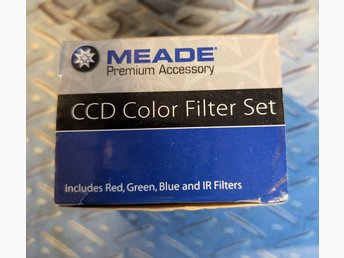 MEADE®
Premium Accessory
CCD Color Filter Set
Includes Red, Green, Blue and IR Filters